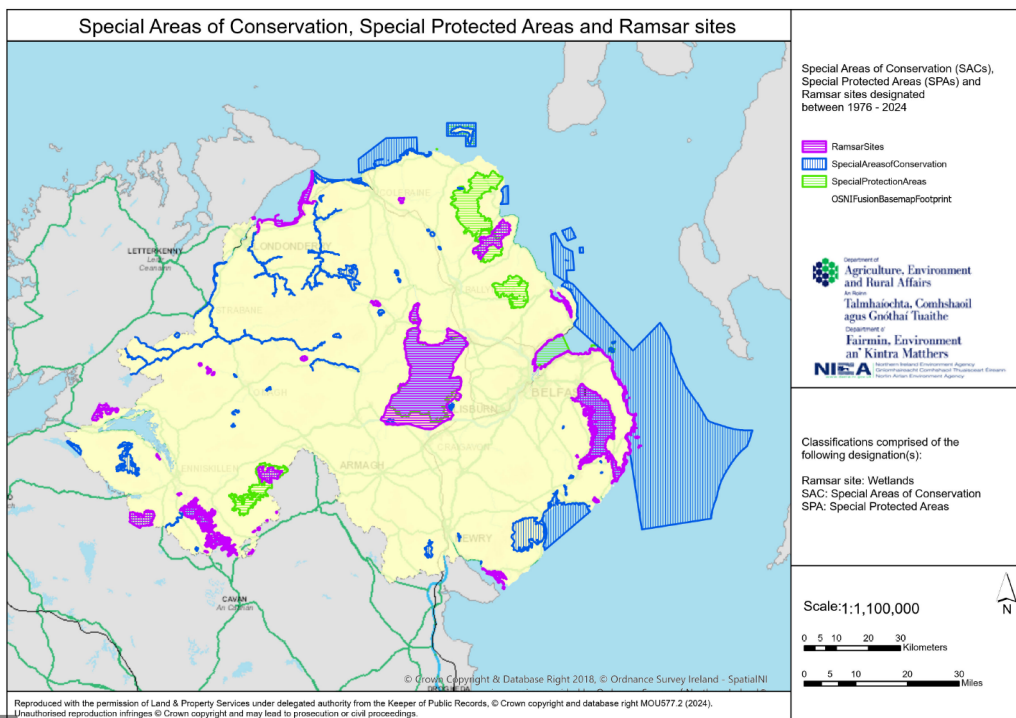 Special Areas of Conservation, Special Protected Areas and Ramsar sites
LETTERKENNY
Leitir
Ceanainn
LONDONDERRY
COLERAINE
STRABANE
OMAGH
BALLY
BELFAST
LISBURN
CRAIGAVON
ARMAGH
ENNISKILLEN
NEWRY
CAVAN
An Cabhán
© Crown Copyright & Database Right 2018, © Ordnance Survey Ireland - SpatialNI
Special Areas of Conservation (SACs),
Special Protected Areas (SPAs) and
Ramsar sites designated
between 1976 - 2024
RamsarSites
SpecialAreasofConservation
SpecialProtectionAreas
OSNIFusionBasemapFootprint
Department of
Agriculture, Environment
and Rural Affairs
An Roinn
Talmhaíochta, Comhshaoil
agus Gnóthaí Tuaithe
Depairtment o'
Fairmin, Environment
an' Kintra Matthers
NIEA
Northern Ireland Environment Agency
Classifications comprised of the
following designation(s):
Ramsar site: Wetlands
SAC: Special Areas of Conservation
SPA: Special Protected Areas
Scale:1:1,100,000
N
0 5 10 20 30
Kilometers
0 5 10 20 30
Miles
Reproduced with the permission of Land & Property Services under delegated authority from the Keeper of Public Records, © Crown copyright and database right MOU577.2 (2024).
Unauthorised reproduction infringes © Crown copyright and may lead to prosecution or civil proceedings.